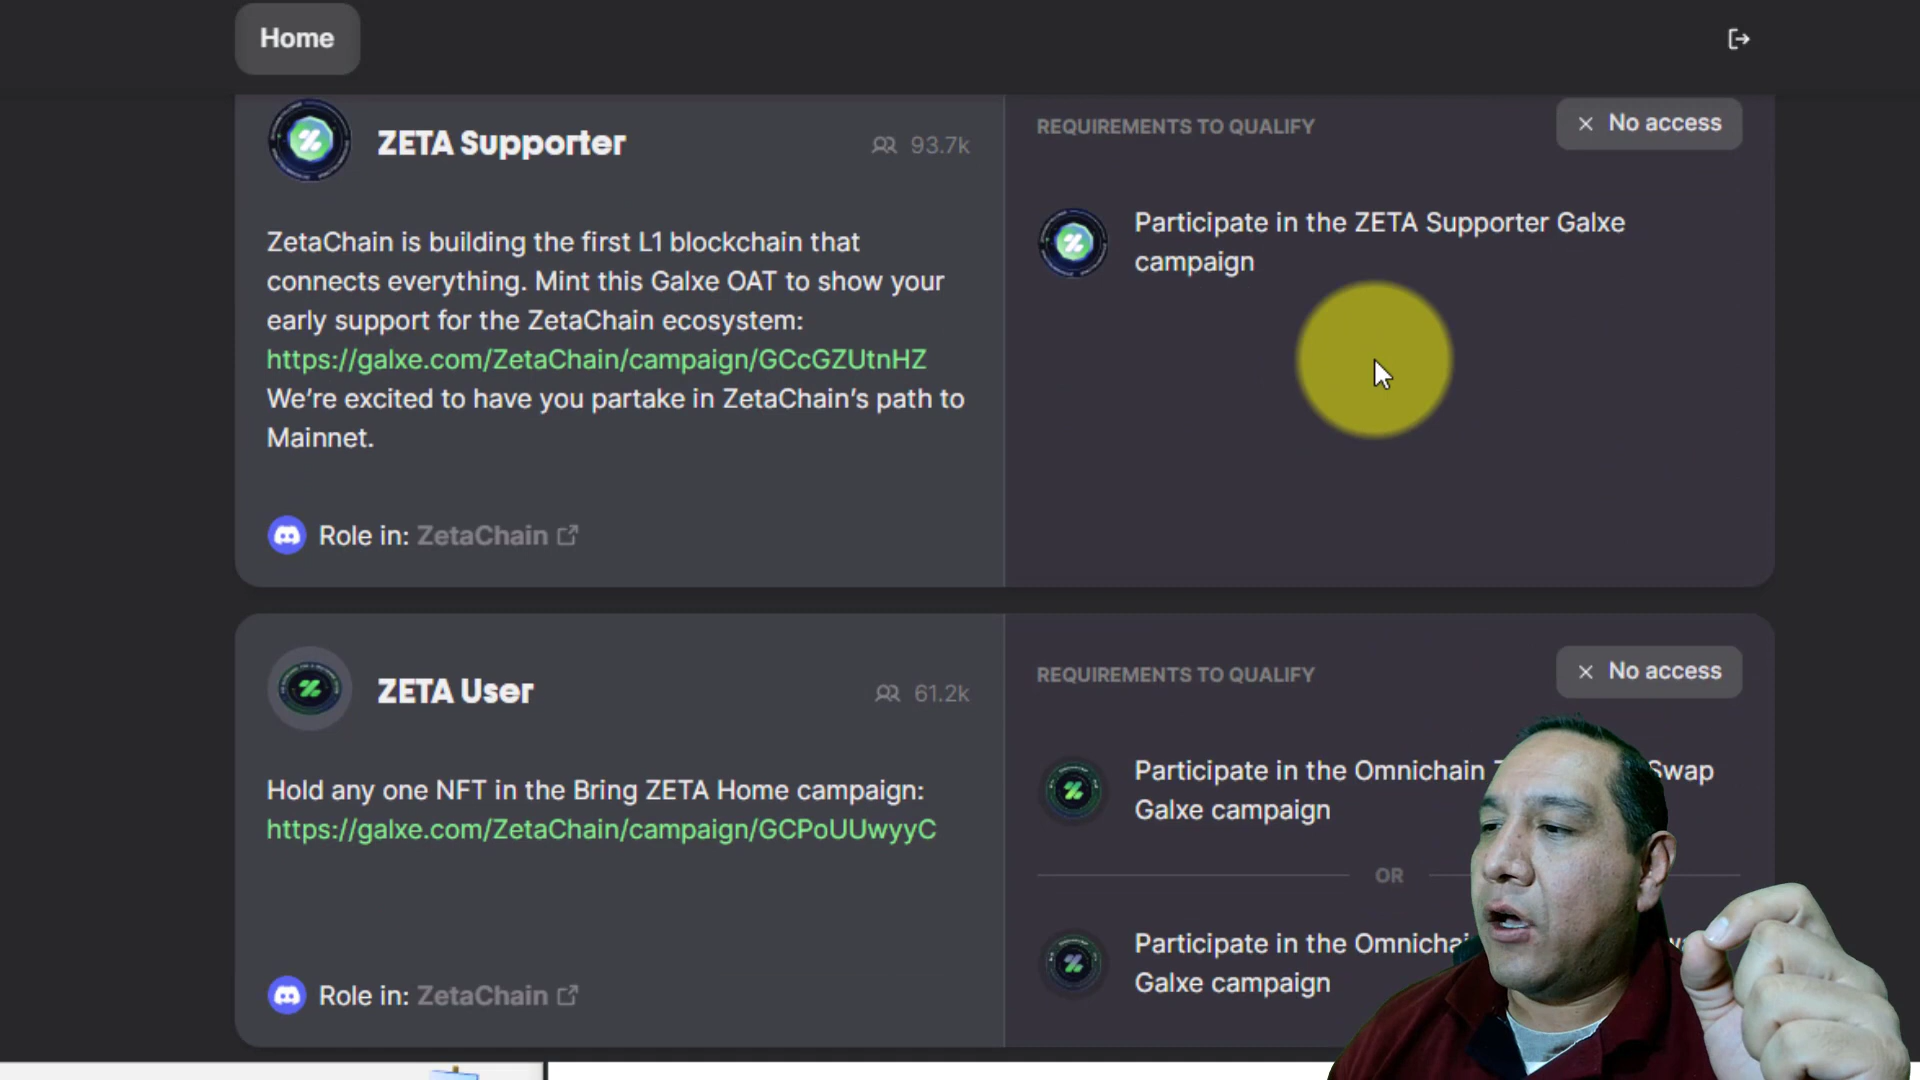 Home
ZETA Supporter
93.7k
ZetaChain is building the first L1 blockchain that
connects everything. Mint this Galxe OAT to show your
early support for the ZetaChain ecosystem:
https://galxe.com/ZetaChain/campaign/GCcGZUtnHZ
We’re excited to have you partake in ZetaChain’s path to
Mainnet.
Role in: ZetaChain
REQUIREMENTS TO QUALIFY
No access
Participate in the ZETA Supporter Galxe
campaign
ZETA User
61.2k
Hold any one NFT in the Bring ZETA Home campaign:
https://galxe.com/ZetaChain/campaign/GCPoUUwyyC
Role in: ZetaChain
REQUIREMENTS TO QUALIFY
No access
Participate in the Omnichain Swap
Galxe campaign
OR
Participate in the
Galxe campaign